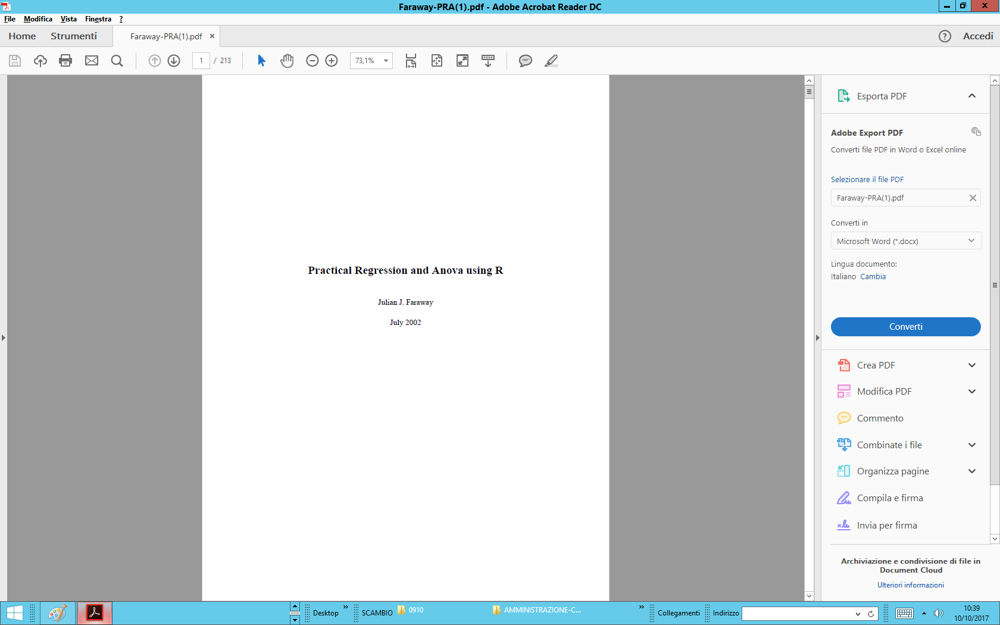 Faraway-PRA(1).pdf - Adobe Acrobat Reader DC
File Modifica Vista Finestra ?
Home Strumenti Faraway-PRA(1).pdf × ? Accedi
1 / 213 73,1%
Practical Regression and Anova using R
Julian J. Faraway
July 2002
Esporta PDF
Adobe Export PDF
Converti file PDF in Word o Excel online
Selezionare il file PDF
Faraway-PRA(1).pdf
Converti in
Microsoft Word (*.docx)
Lingua documento:
Italiano Cambia
Converti
Crea PDF
Modifica PDF
Commento
Combinate i file
Organizza pagine
Compila e firma
Invia per firma
Archiviazione e condivisione di file in
Document Cloud
Ulteriori informazioni
Desktop » SCAMBIO 0910 AMMINISTRAZIONE-C... » Collegamenti Indirizzo
10:39
10/10/2017